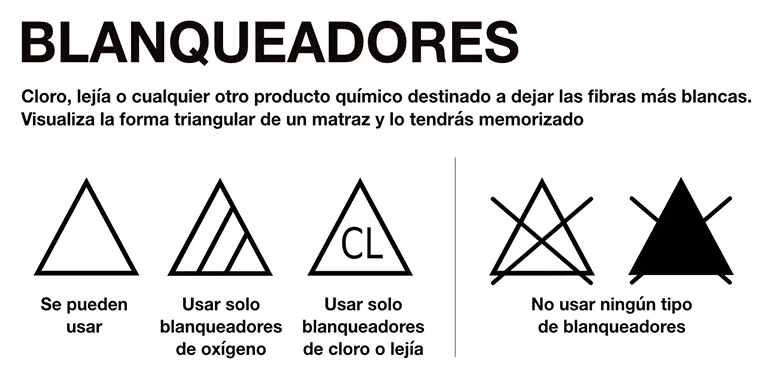 BLANQUEADORES
Cloro, lejía o cualquier otro producto químico destinado a dejar las fibras más blancas.
Visualiza la forma triangular de un matraz y lo tendrás memorizado
CL
Se pueden
usar
Usar solo
blanqueadores
de oxígeno
Usar solo
blanqueadores
de cloro o lejía
No usar ningún tipo
de blanqueadores